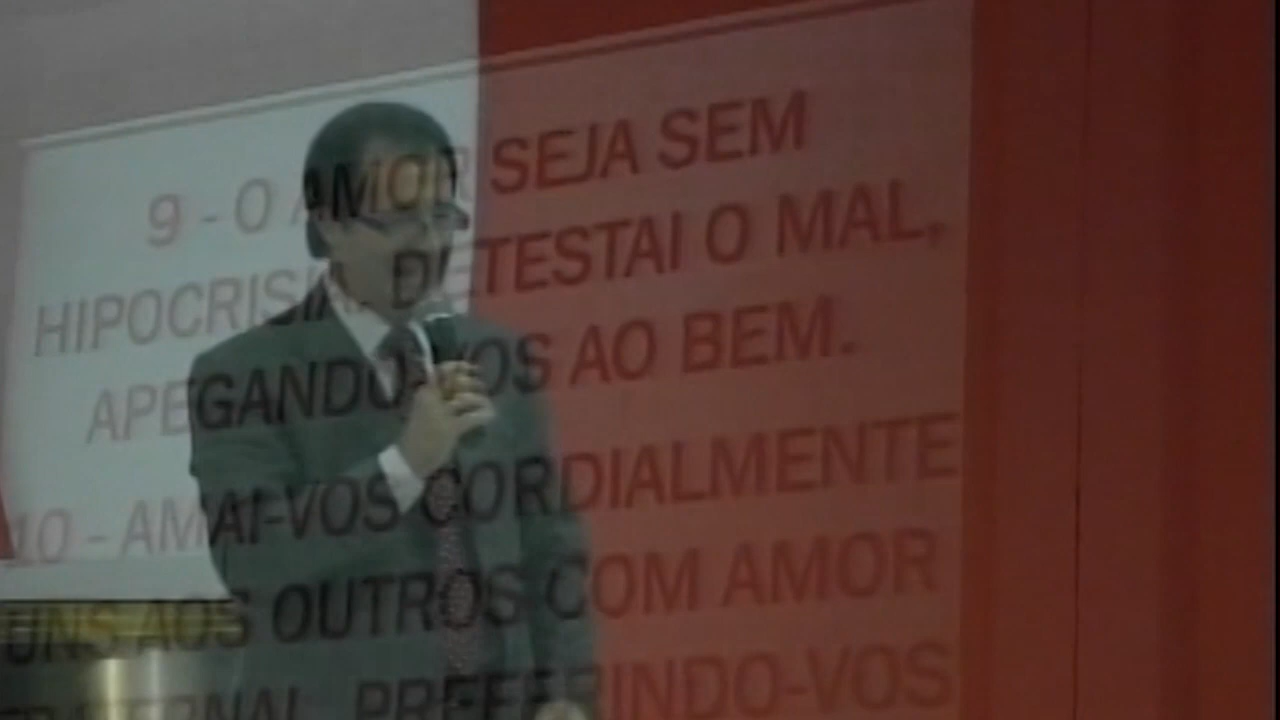 9 - O AMOR SEJA SEM
HIPOCRISIA. DETESTAI O MAL,
APEGANDO-VOS AO BEM.
10 - AMAI-VOS CORDIALMENTE
UNS AOS OUTROS COM AMOR
FRATERNAL, PREFERINDO-VOS